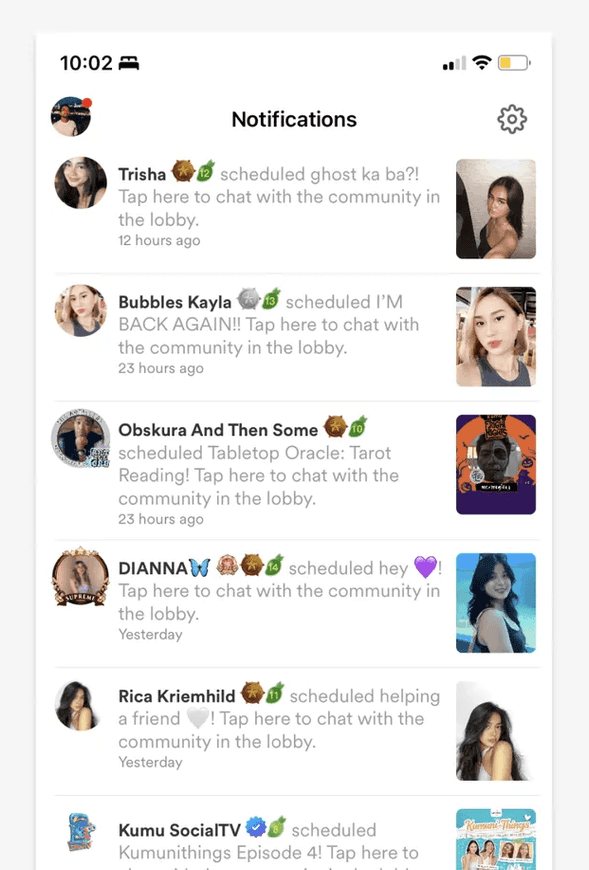 10:02
Notifications
Trisha 12 scheduled ghost ka ba?!
Tap here to chat with the community in
the lobby.
12 hours ago
Bubbles Kayla 13 scheduled I'M
BACK AGAIN!! Tap here to chat with
the community in the lobby.
23 hours ago
Obskura And Then Some 10
scheduled Tabletop Oracle: Tarot
Reading! Tap here to chat with the
community in the lobby.
23 hours ago
DIANNA🦋 14 scheduled hey 💜!
Tap here to chat with the community in
the lobby.
Yesterday
SUPREME
Rica Kriemhild 11 scheduled helping
a friend 🤍! Tap here to chat with the
community in the lobby.
Yesterday
Kumu SocialTV 8 scheduled
Kumunithings Episode 4! Tap here to
Kumuni-Things